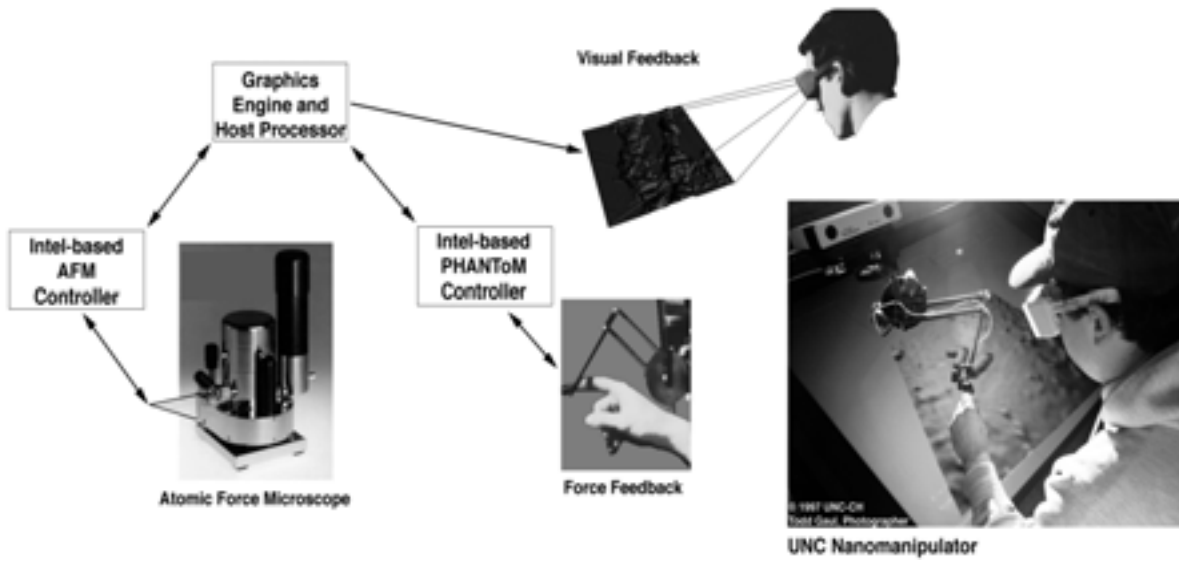 Visual Feedback
Graphics
Engine and
Host Processor
Intel-based
AFM
Controller
Intel-based
PHANToM
Controller
Atomic Force Microscope
Force Feedback
© 1997 UNC-CH
Todd Gaul, Photographer
UNC Nanomanipulator